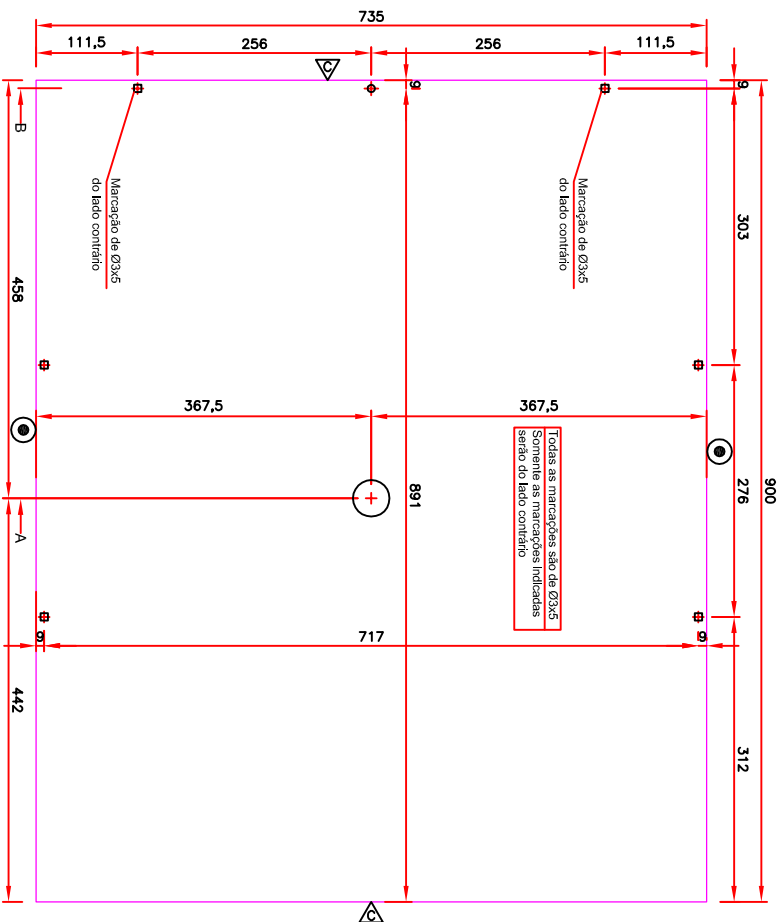 735
111,5
256
256
111,5
C
9
9
900
B
Marcação de Ø3x5
do lado contrário
Marcação de Ø3x5
do lado contrário
303
458
367,5
367,5
891
Todas as marcações são de Ø3x5
Somente as marcações Indicadas
serão do lado contrário
276
A
9
717
9
442
312
C